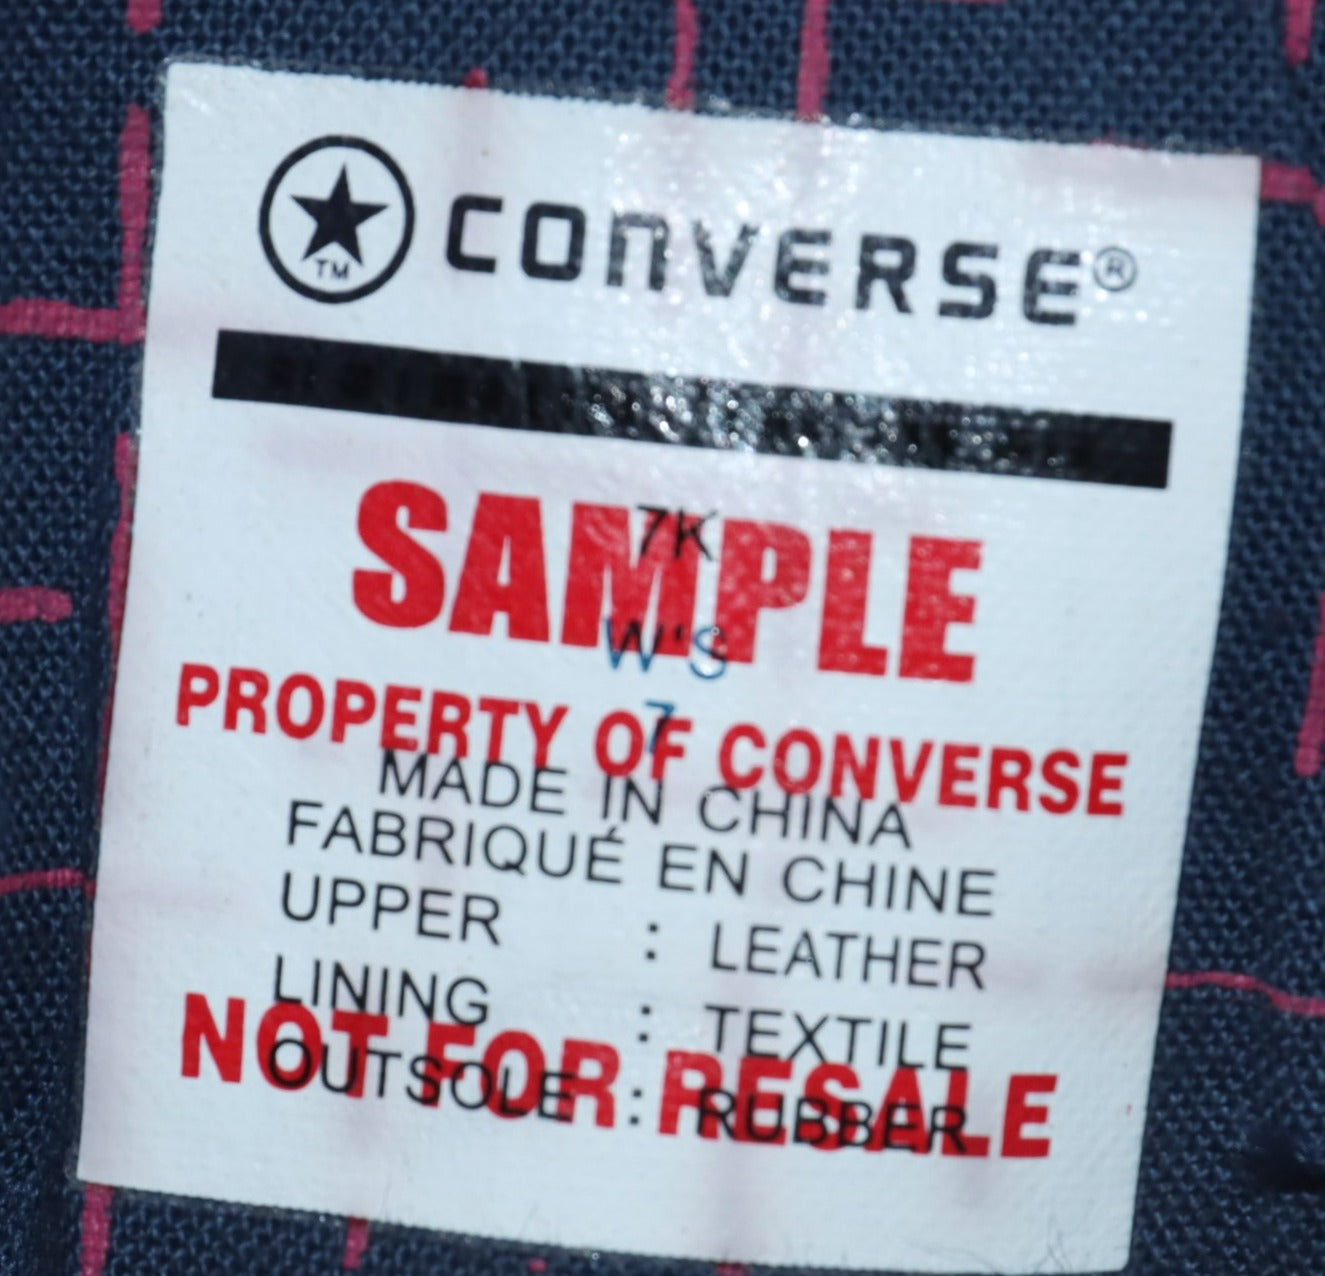 CONVERSE®
TM
7K
SAMPLE
W'S
7
PROPERTY OF CONVERSE
MADE IN CHINA
FABRIQUÉ EN CHINE
UPPER : LEATHER
LINING : TEXTILE
NOT FOR RESALE
OUTSOLE : RUBBER